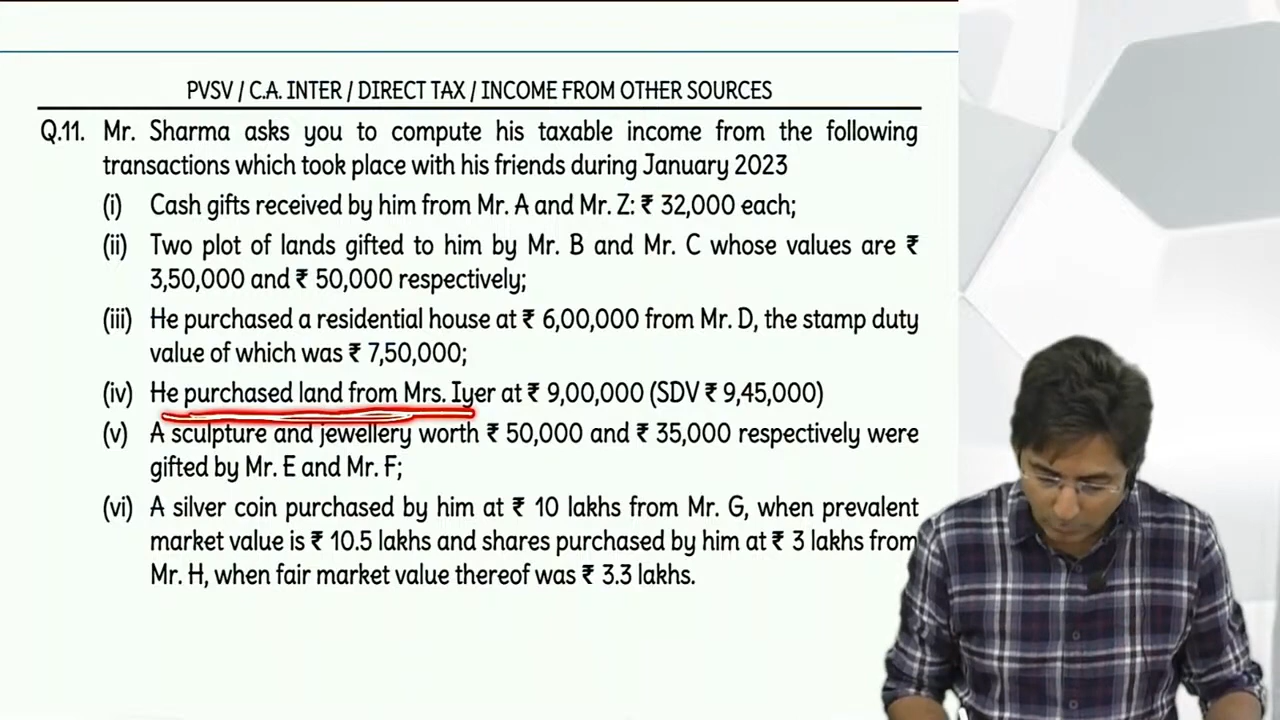 PVSV / C.A. INTER / DIRECT TAX / INCOME FROM OTHER SOURCES
Q.11. Mr. Sharma asks you to compute his taxable income from the following
transactions which took place with his friends during January 2023
(i) Cash gifts received by him from Mr. A and Mr. Z: ₹ 32,000 each;
(ii) Two plot of lands gifted to him by Mr. B and Mr. C whose values are ₹
3,50,000 and ₹ 50,000 respectively;
(iii) He purchased a residential house at ₹ 6,00,000 from Mr. D, the stamp duty
value of which was ₹ 7,50,000;
(iv) He purchased land from Mrs. Iyer at ₹ 9,00,000 (SDV ₹ 9,45,000)
(v) A sculpture and jewellery worth ₹ 50,000 and ₹ 35,000 respectively were
gifted by Mr. E and Mr. F;
(vi) A silver coin purchased by him at ₹ 10 lakhs from Mr. G, when prevalent
market value is ₹ 10.5 lakhs and shares purchased by him at ₹ 3 lakhs from
Mr. H, when fair market value thereof was ₹ 3.3 lakhs.